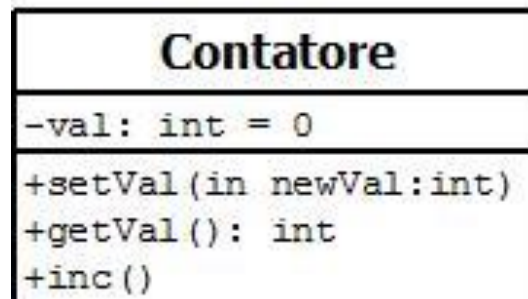 Contatore
-val: int = 0
+setVal(in newVal:int)
+getVal(): int
+inc()